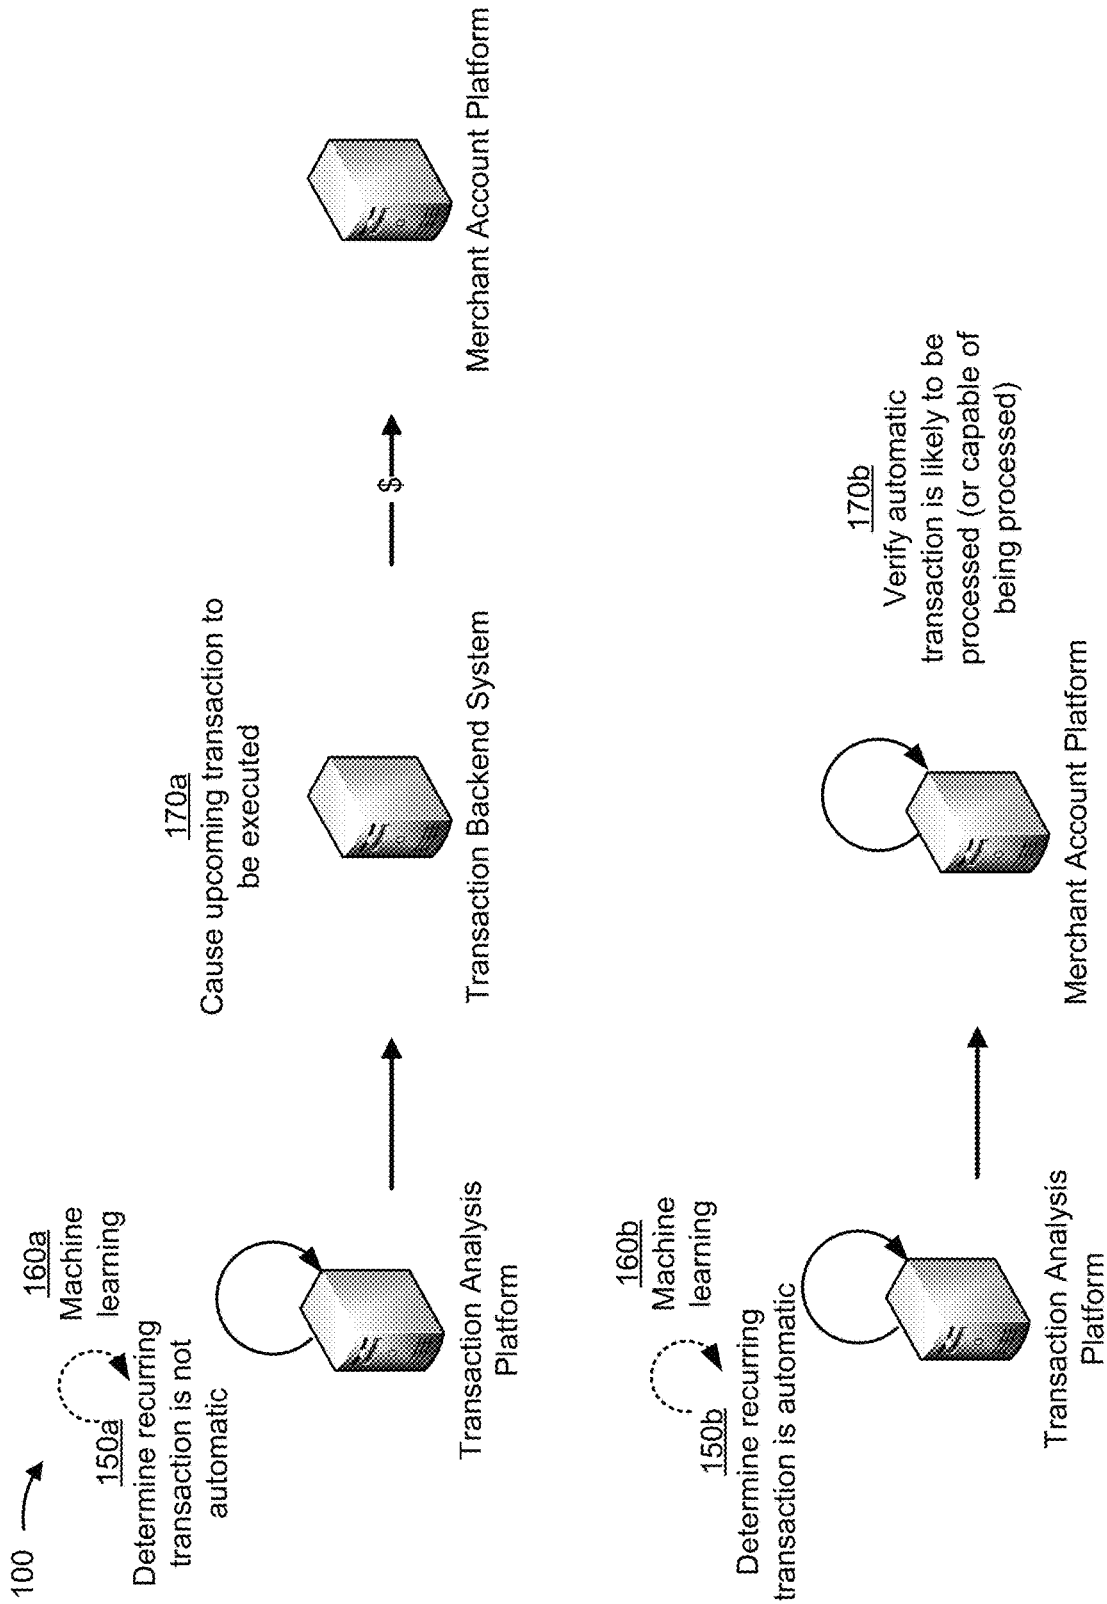 100
150a
Determine recurring
transaction is not
automatic
160a
Machine
learning
Transaction Analysis
Platform
170a
Cause upcoming transaction to
be executed
Transaction Backend System
$
Merchant Account Platform
150b
Determine recurring
transaction is automatic
160b
Machine
learning
Transaction Analysis
Platform
Merchant Account Platform
170b
Verify automatic
transaction is likely to be
processed (or capable of
being processed)